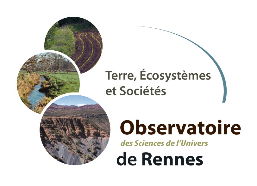 Terre, Écosystèmes
et Sociétés
Observatoire
des Sciences de l'Univers
de Rennes